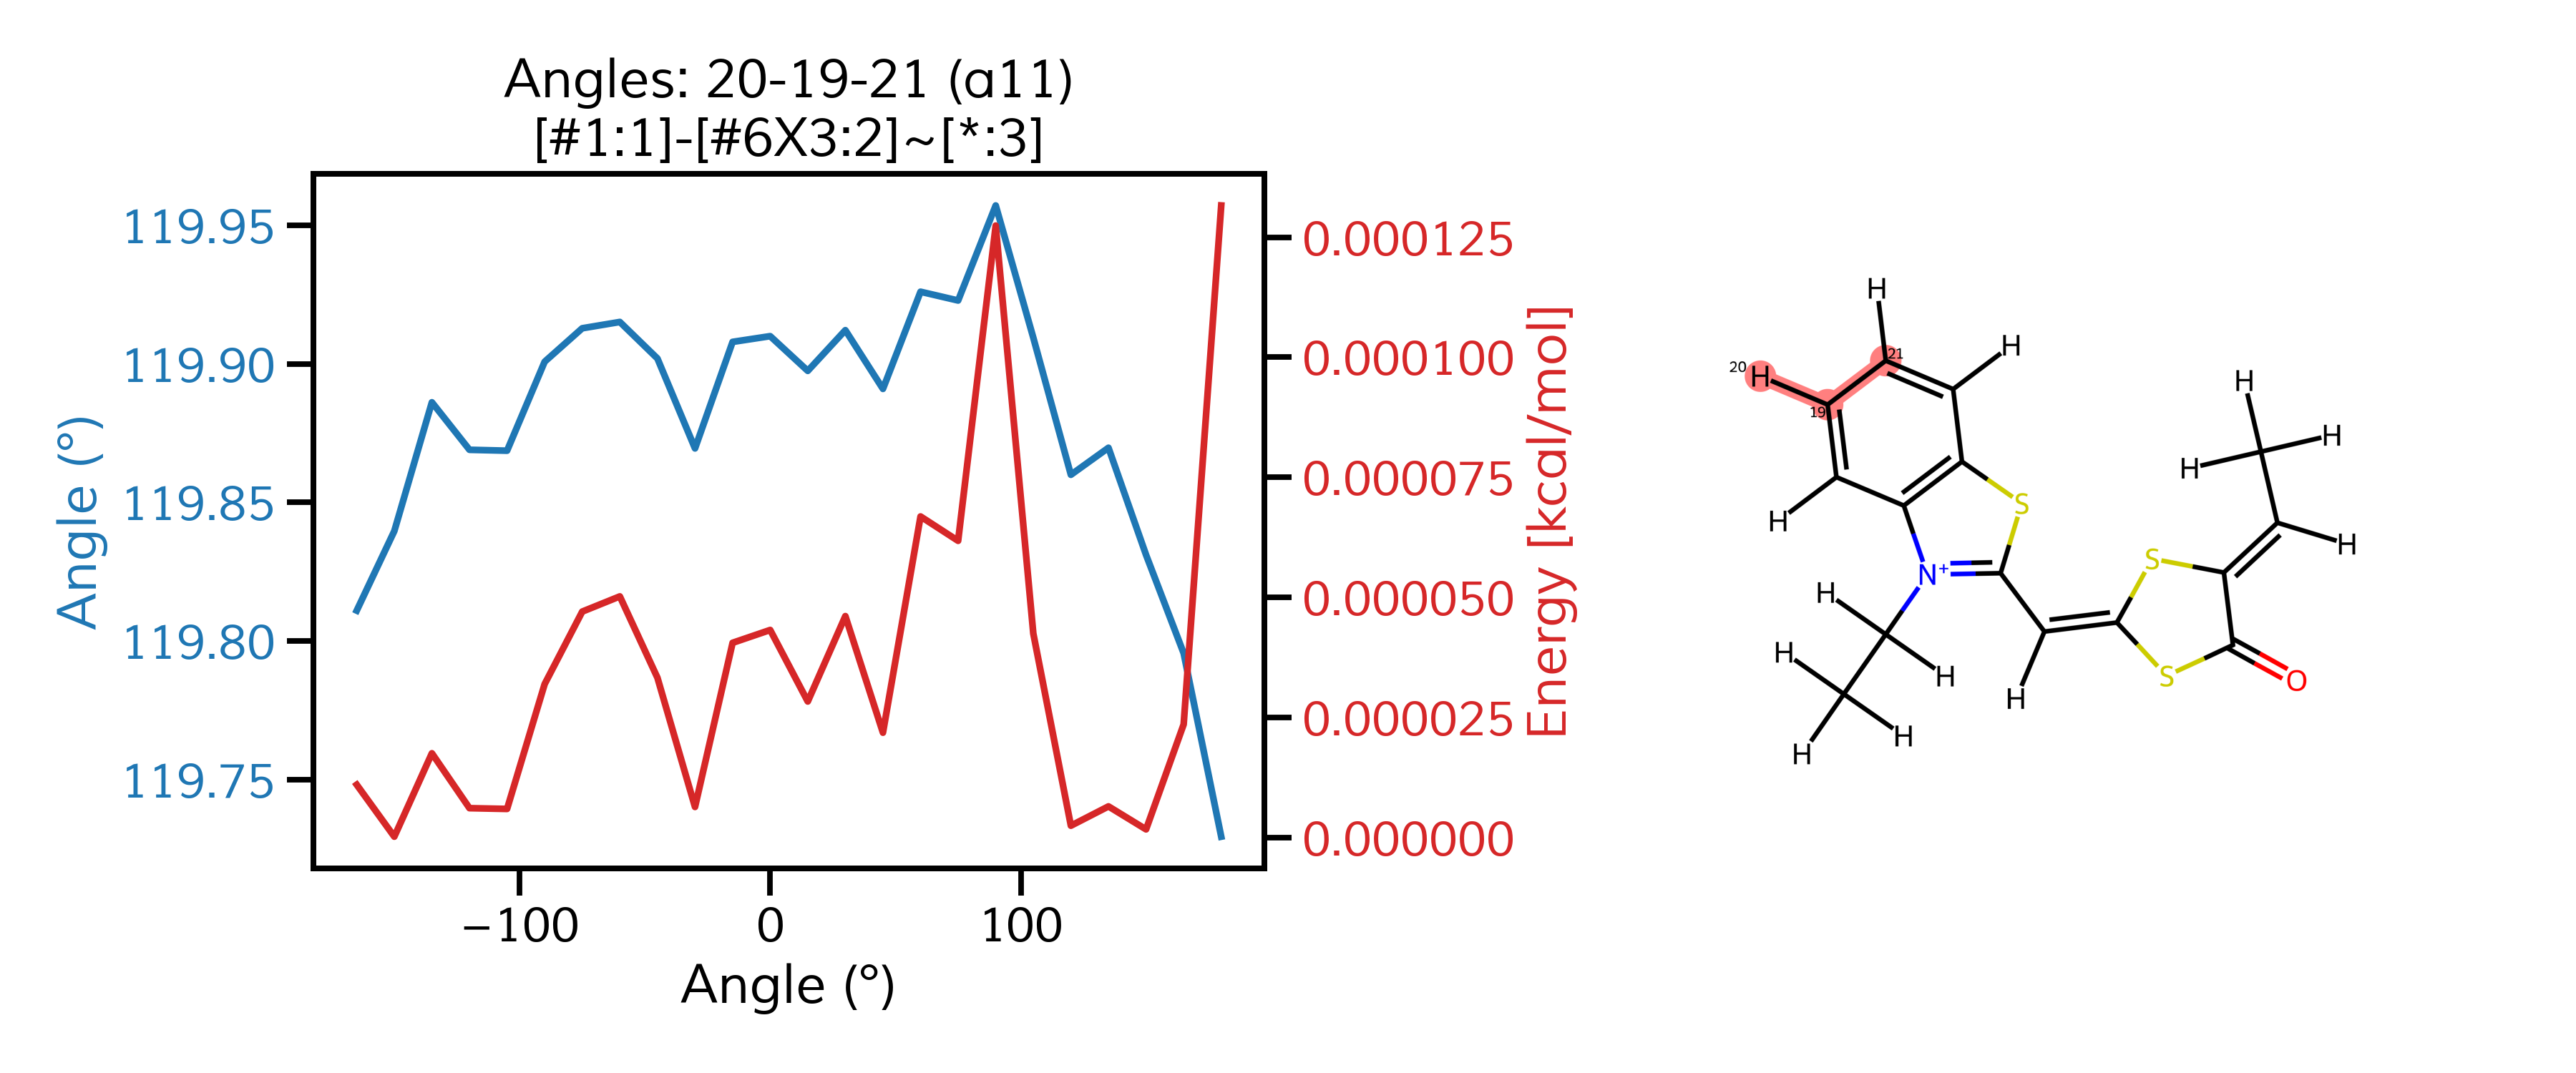 Angles: 20-19-21 (a11)
[#1:1]-[#6X3:2]~[*:3]
119.95
119.90
119.85
119.80
119.75
Angle (°)
0.000125
0.000100
0.000075
0.000050
0.000025
0.000000
Energy [kcal/mol]
−100
0
100
Angle (°)
H
H
21
20
H
19
H
H
H
S
H
S
H
N⁺
H
H
H
S
O
H
H
H